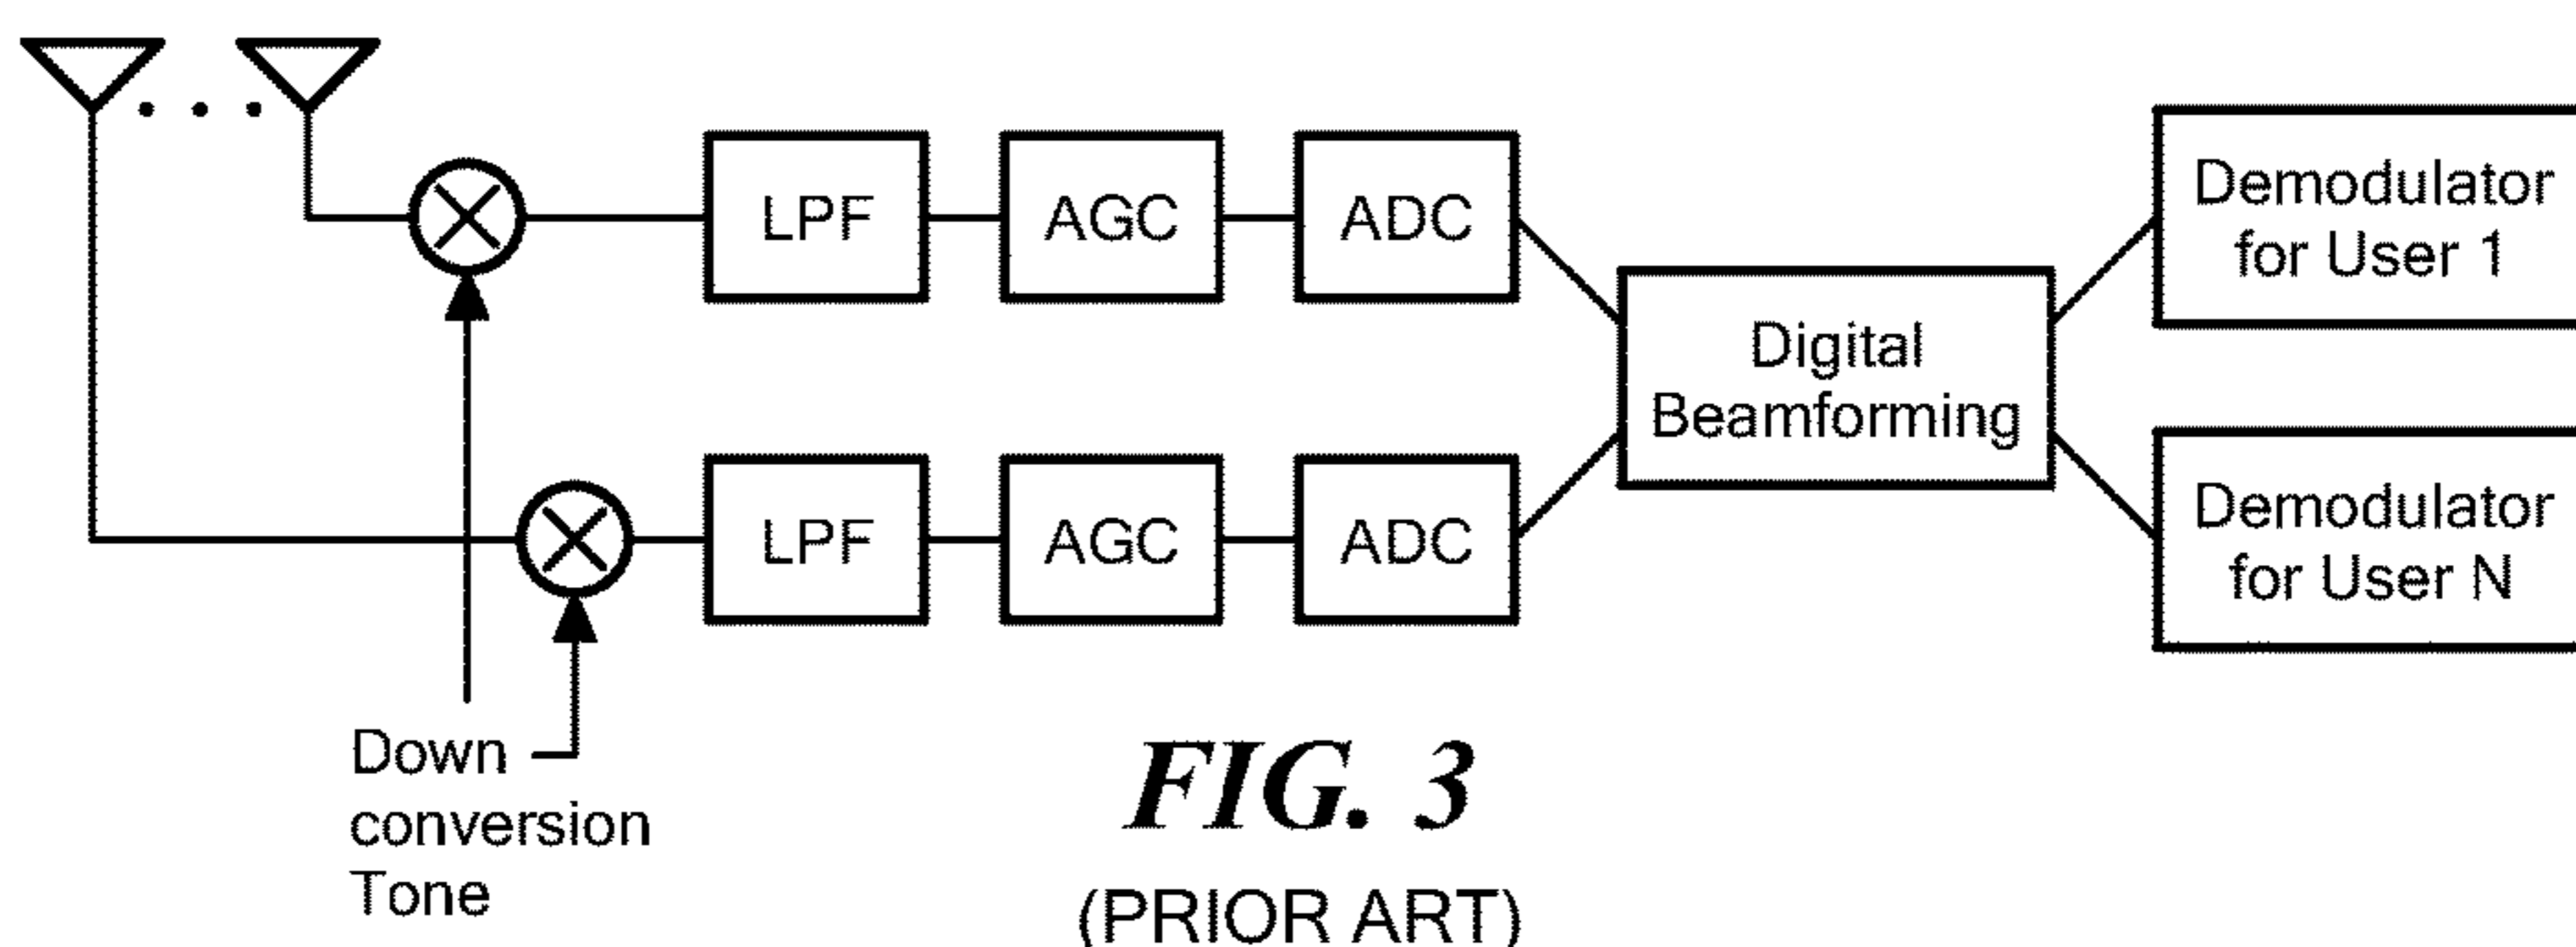 LPF
AGC
ADC
LPF
AGC
ADC
Digital
Beamforming
Demodulator
for User 1
Demodulator
for User N
Down
conversion
Tone
FIG. 3
(PRIOR ART)